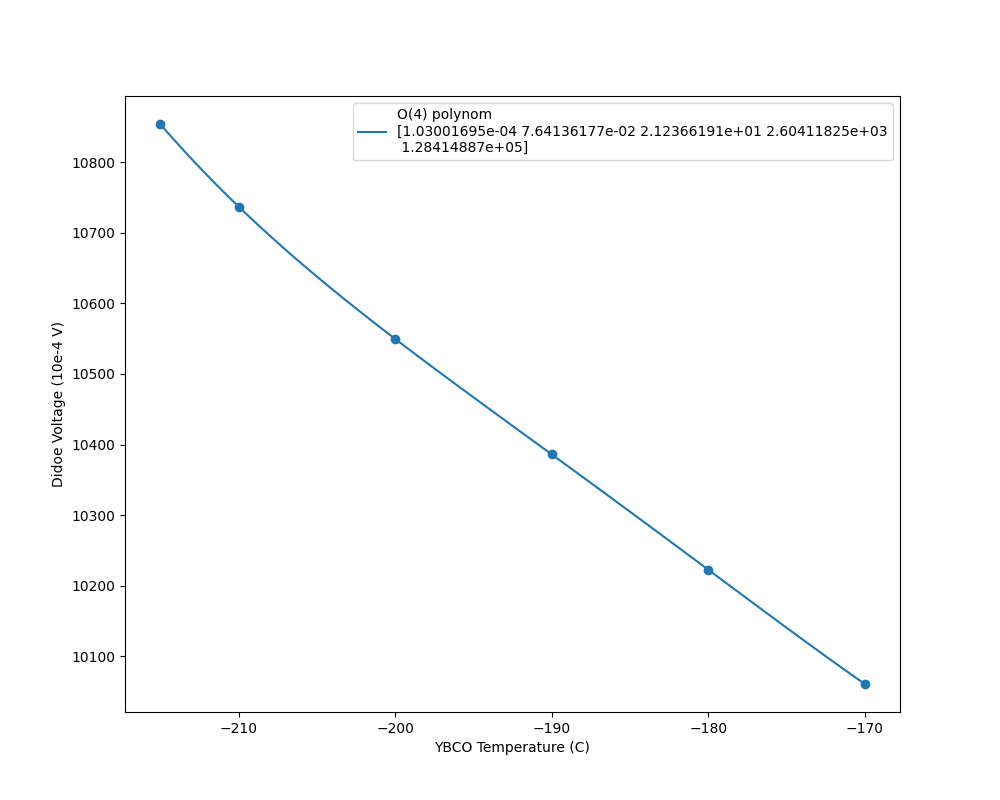 O(4) polynom
[1.03001695e-04 7.64136177e-02 2.12366191e+01 2.60411825e+03
1.28414887e+05]
10800
10700
10600
10500
10400
10300
10200
10100
Didoe Voltage (10e-4 V)
−210
−200
−190
−180
−170
YBCO Temperature (C)